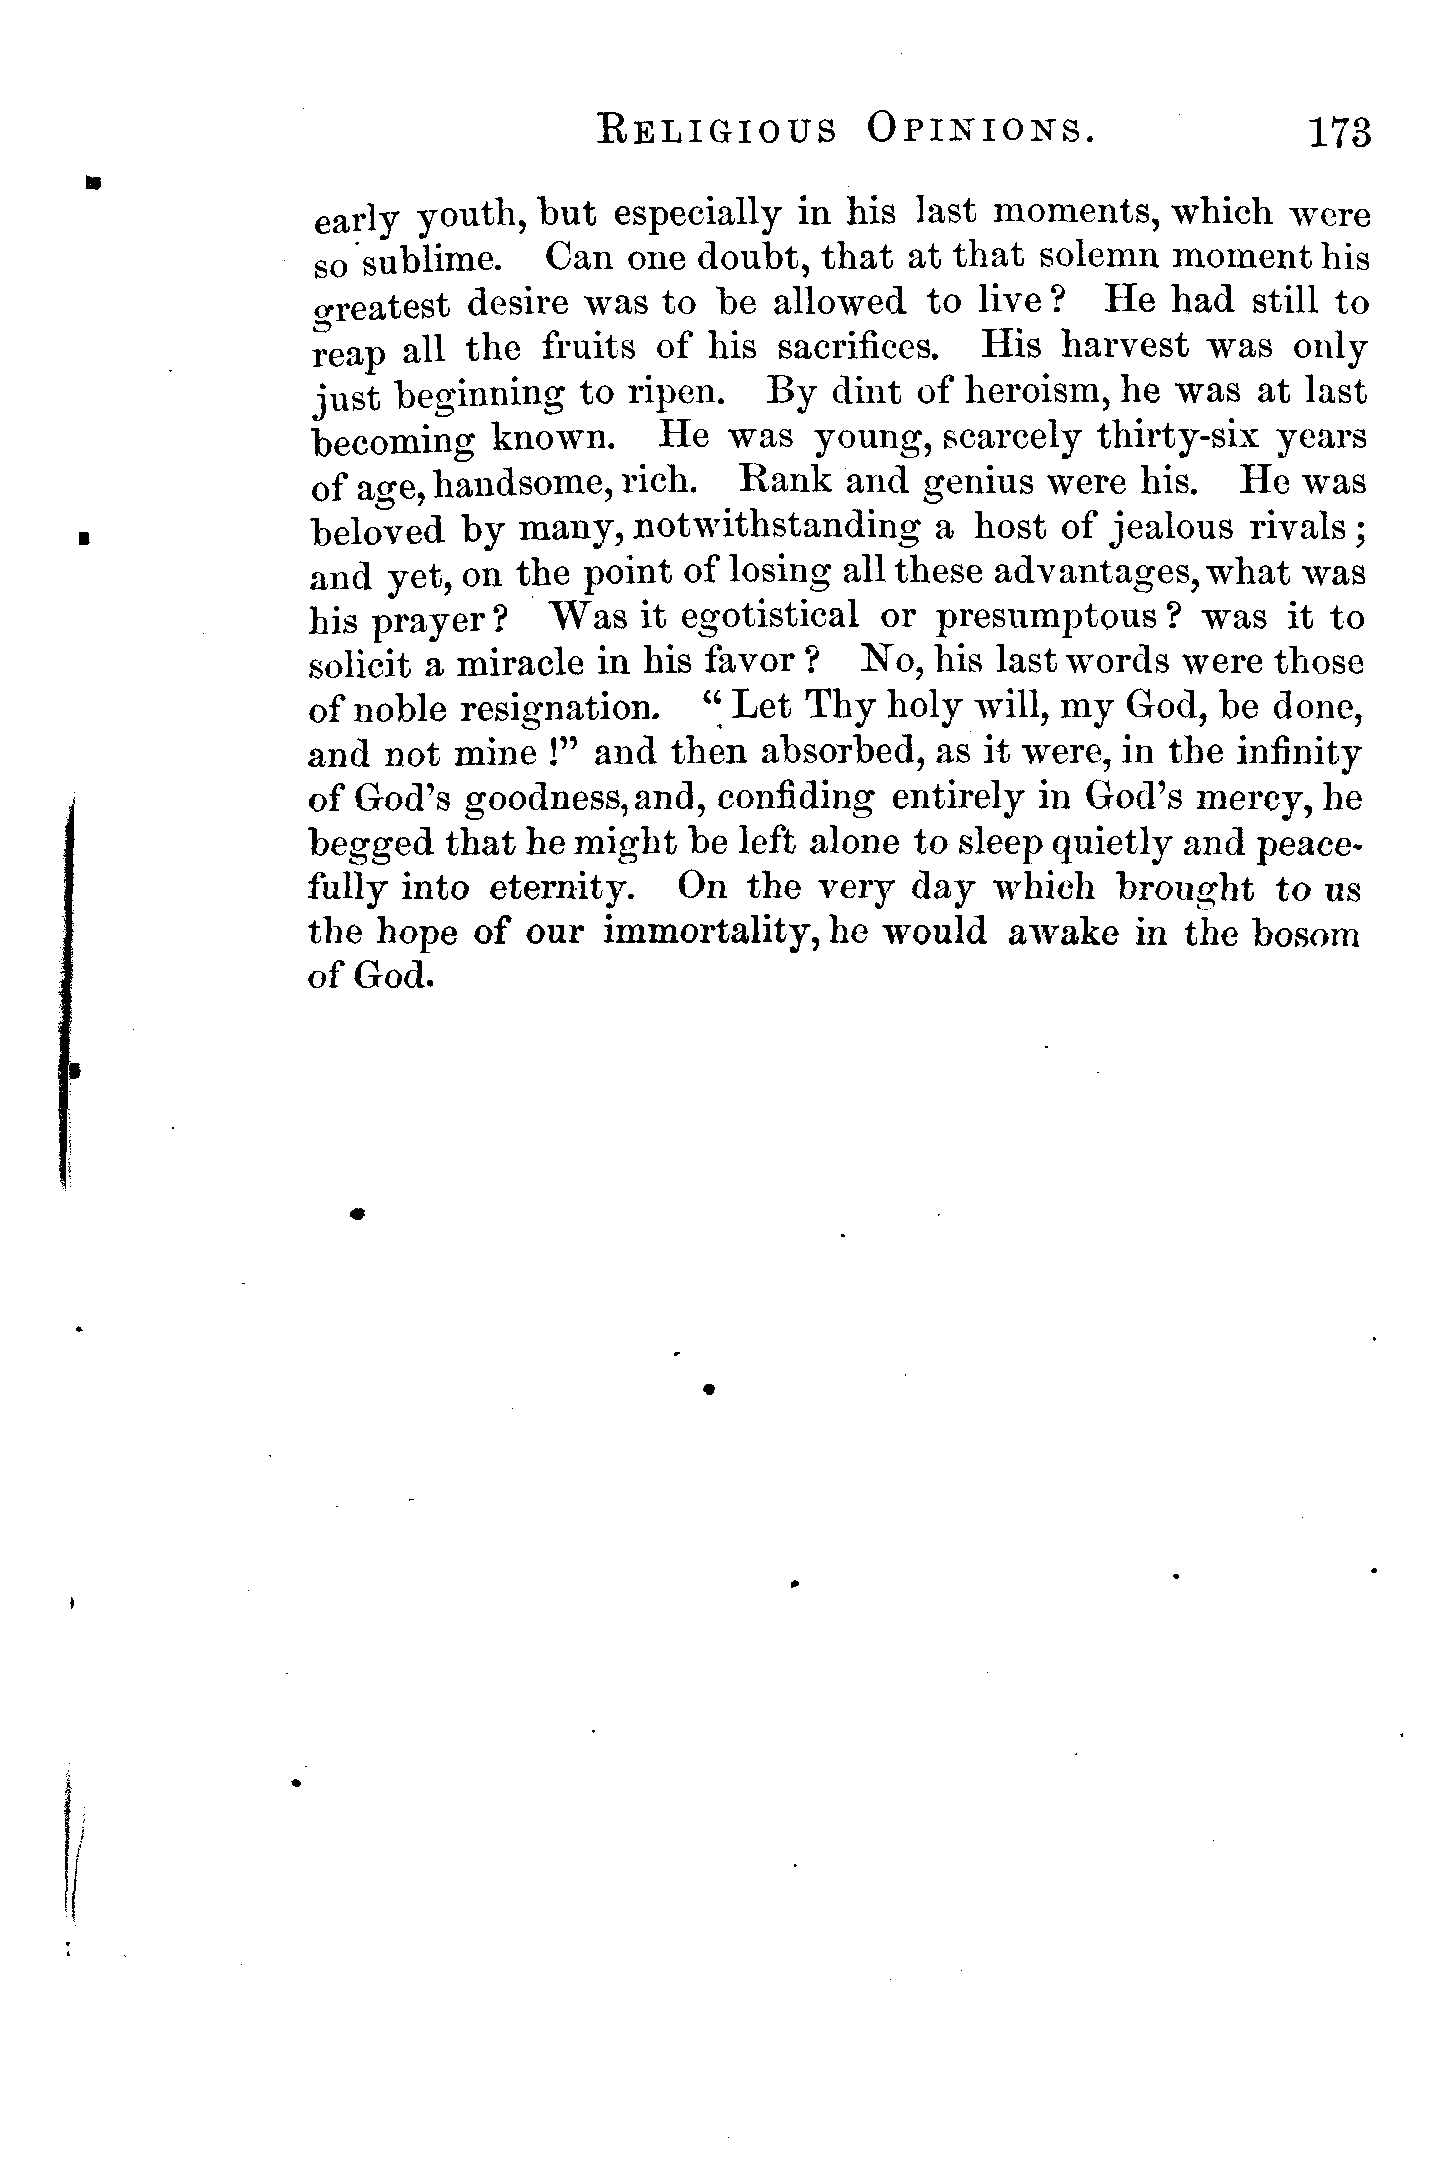 RELIGIOUS OPINIONS. 173
early youth, but especially in his last moments, which were
so sublime. Can one doubt, that at that solemn moment his
greatest desire was to be allowed to live? He had still to
reap all the fruits of his sacrifices. His harvest was only
just beginning to ripen. By dint of heroism, he was at last
becoming known. He was young, scarcely thirty-six years
of age, handsome, rich. Rank and genius were his. He was
beloved by many, notwithstanding a host of jealous rivals;
and yet, on the point of losing all these advantages, what was
his prayer? Was it egotistical or presumptous? was it to
solicit a miracle in his favor? No, his last words were those
of noble resignation. “Let Thy holy will, my God, be done,
and not mine!” and then absorbed, as it were, in the infinity
of God's goodness, and, confiding entirely in God's mercy, he
begged that he might be left alone to sleep quietly and peace-
fully into eternity. On the very day which brought to us
the hope of our immortality, he would awake in the bosom
of God.